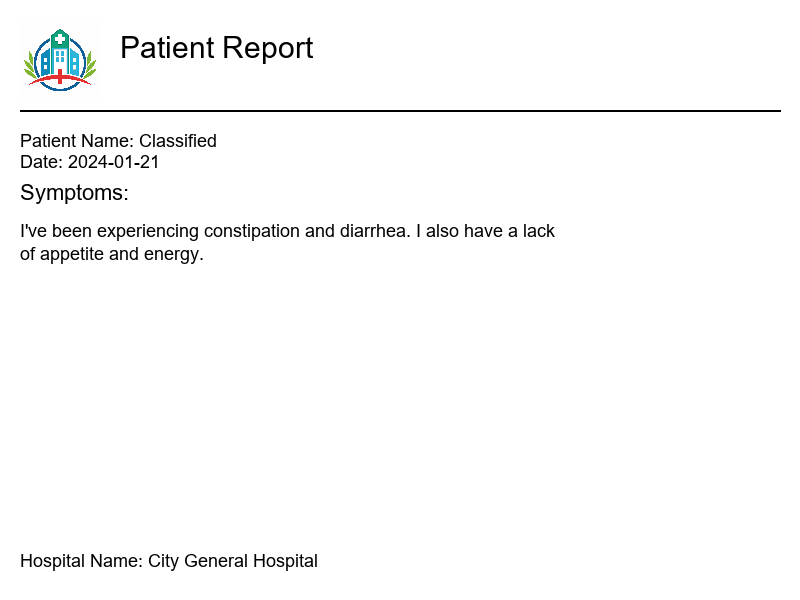 Patient Report
Patient Name: Classified
Date: 2024-01-21
Symptoms:
I've been experiencing constipation and diarrhea. I also have a lack
of appetite and energy.
Hospital Name: City General Hospital